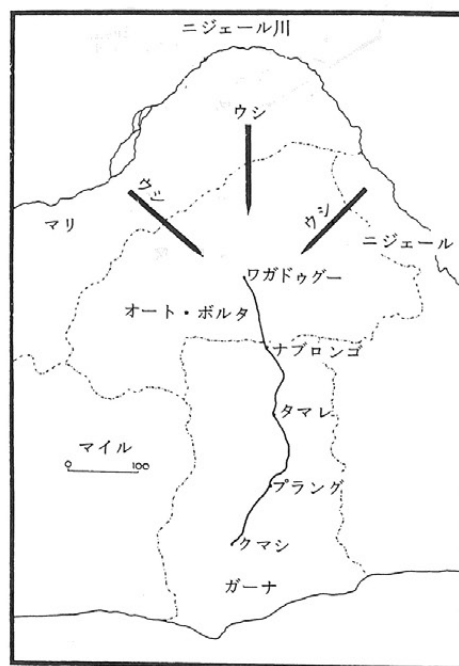 ニジェール川
ウシ
ウシ
ウシ
マリ
ニジェール
ワガドゥグー
オート・ボルタ
ナブロンゴ
タマレ
マイル
0 100
プラング
クマシ
ガーナ